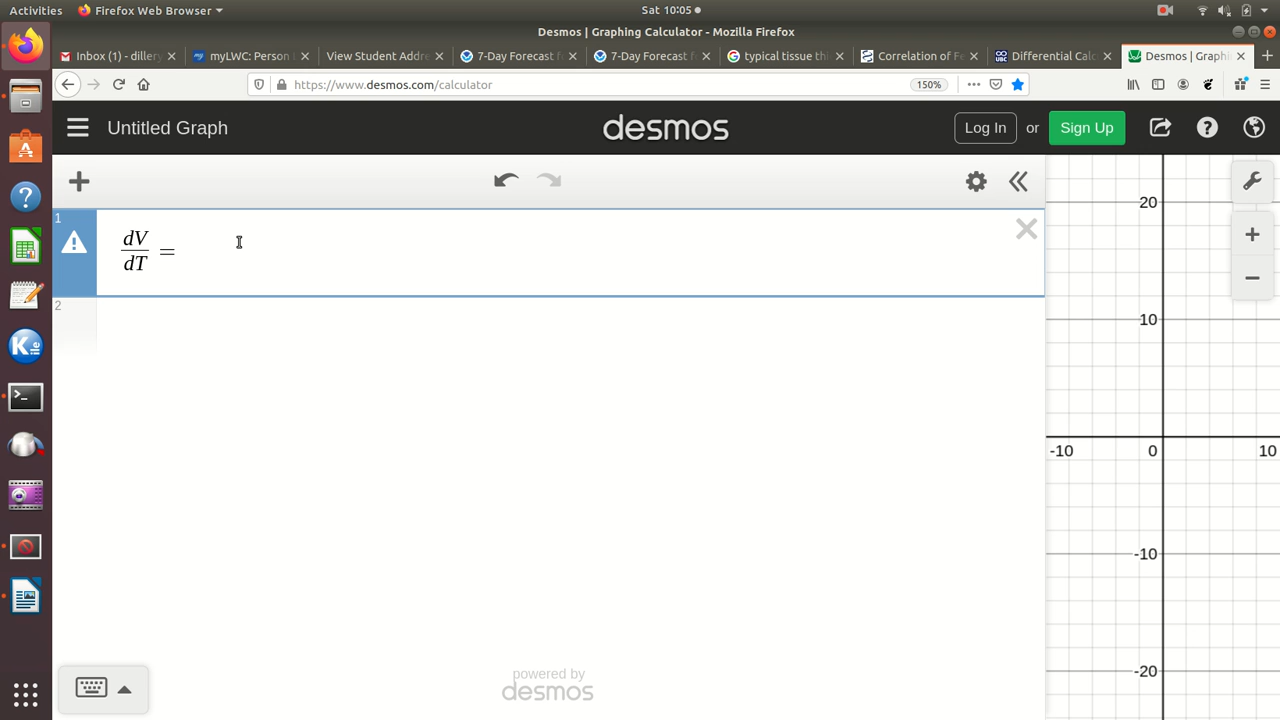 Activities Firefox Web Browser Sat 10:05
Desmos | Graphing Calculator - Mozilla Firefox
Inbox (1) - dillery myLWC: Person I View Student Addre 7-Day Forecast f 7-Day Forecast f typical tissue thi Correlation of Fe Differential Calc Desmos | Graphi
https://www.desmos.com/calculator 150%
Untitled Graph desmos Log In or Sign Up
1
dV/dT =
2
20
10
-10 0 10
-10
-20
powered by
desmos